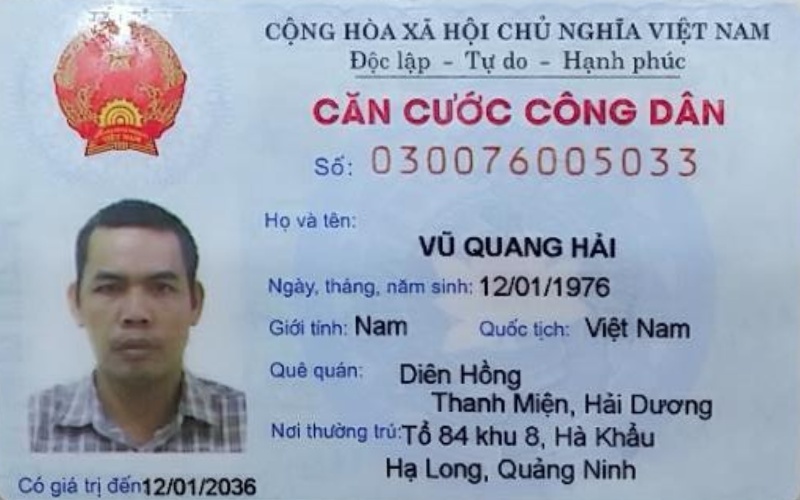 CỘNG HÒA XÃ HỘI CHỦ NGHĨA VIỆT NAM
Độc lập - Tự do - Hạnh phúc
CĂN CƯỚC CÔNG DÂN
Số: 030076005033
Họ và tên:
VŨ QUANG HẢI
Ngày, tháng, năm sinh: 12/01/1976
Giới tính: Nam Quốc tịch: Việt Nam
Quê quán: Diên Hồng
Thanh Miện, Hải Dương
Nơi thường trú: Tổ 84 khu 8, Hà Khẩu
Hạ Long, Quảng Ninh
Có giá trị đến 12/01/2036